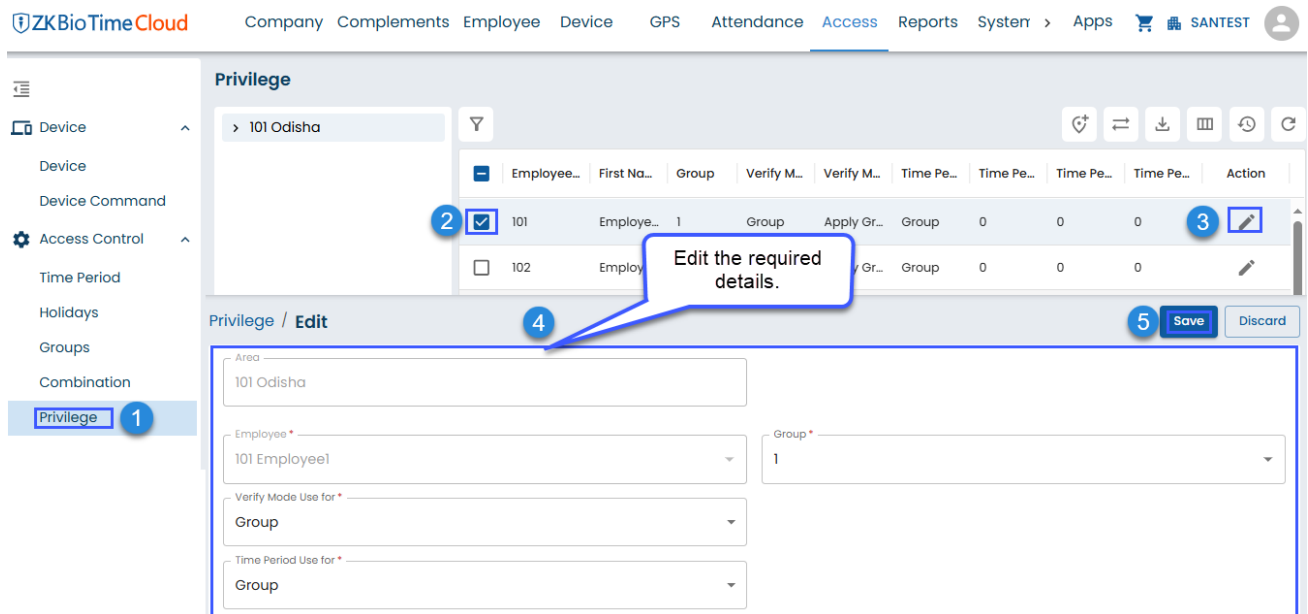 ZKBioTime Cloud Company Complements Employee Device GPS Attendance Access Reports System > Apps SANTEST
Privilege
Device
101 Odisha
Device
Employee... First Na... Group Verify M... Verify M... Time Pe... Time Pe... Time Pe... Time Pe... Action
Device Command
2 101 Employe... 1 Group Apply Gr... Group 0 0 0 3
Access Control
Edit the required
details.
Time Period
102 Employ Gr... Group 0 0 0
Holidays
Privilege / Edit 4 5 Save Discard
Groups
Area
101 Odisha
Combination
Privilege 1
Employee * Group *
101 Employee1 1
Verify Mode Use for *
Group
Time Period Use for *
Group